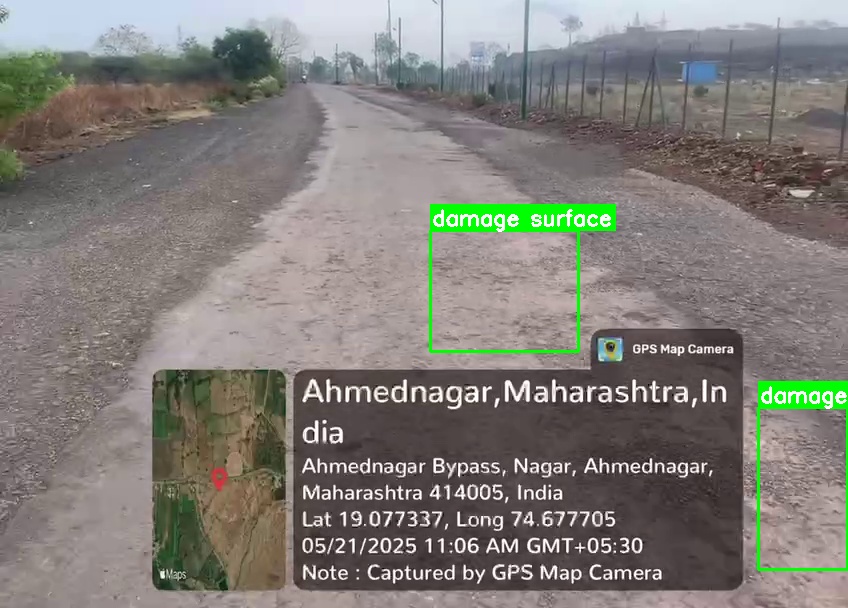 damage surface
GPS Map Camera
damage
Ahmednagar,Maharashtra,In
dia
Ahmednagar Bypass, Nagar, Ahmednagar,
Maharashtra 414005, India
Lat 19.077337, Long 74.677705
05/21/2025 11:06 AM GMT+05:30
Note : Captured by GPS Map Camera
Maps